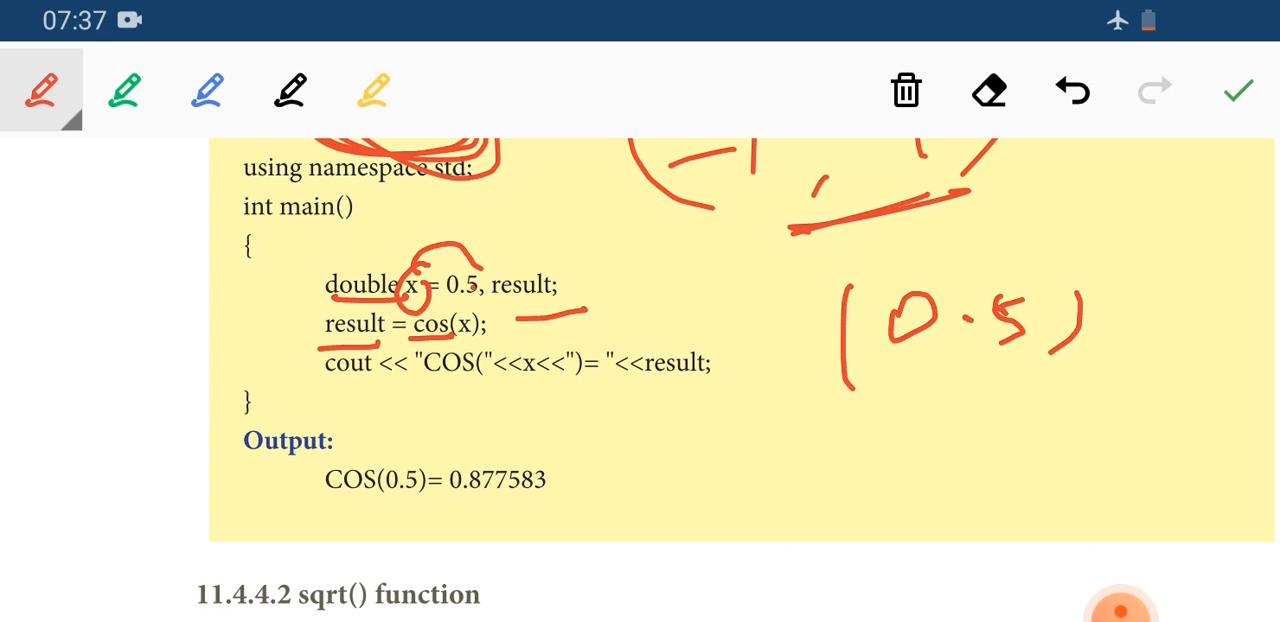 07:37
using namespace std;
int main()
{
double x = 0.5, result;
result = cos(x);
cout << "COS("<<x<<")= "<<result;
}
(0.5)
Output:
COS(0.5)= 0.877583
11.4.4.2 sqrt() function